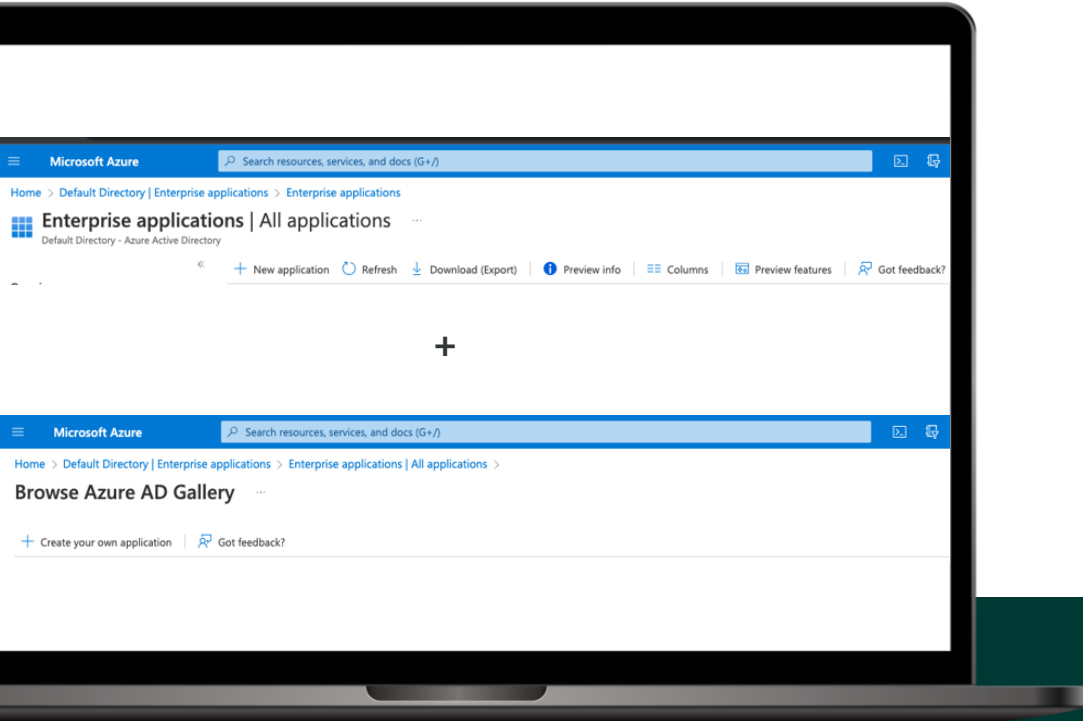 Microsoft Azure Search resources, services, and docs (G+/)
Home > Default Directory | Enterprise applications > Enterprise applications
Enterprise applications | All applications ...
Default Directory - Azure Active Directory
« + New application Refresh Download (Export) Preview info Columns Preview features Got feedback?
+
Microsoft Azure Search resources, services, and docs (G+/)
Home > Default Directory | Enterprise applications > Enterprise applications | All applications >
Browse Azure AD Gallery ...
+ Create your own application Got feedback?